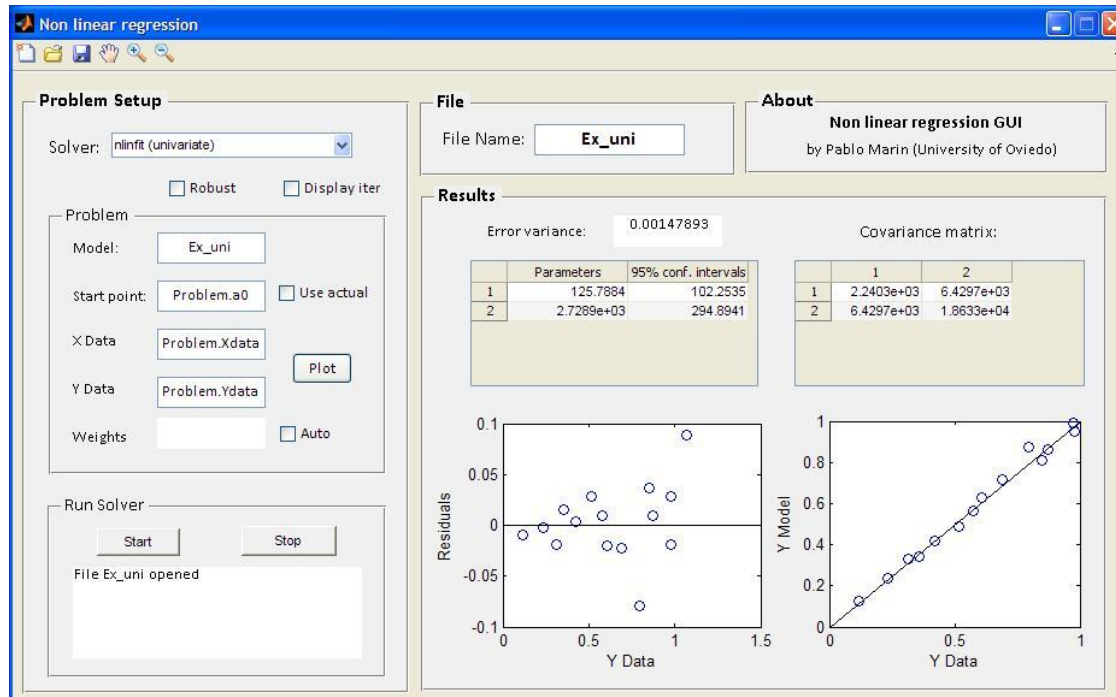 Non linear regression
Problem Setup
Solver: nlinfit (univariate)
Robust Display iter
Problem
Model: Ex_uni
Start point: Problem.a0 Use actual
X Data Problem.Xdata
Plot
Y Data Problem.Ydata
Weights Auto
Run Solver
Start Stop
File Ex_uni opened
File
File Name: Ex_uni
About
Non linear regression GUI
by Pablo Marin (University of Oviedo)
Results
Error variance: 0.00147893
Covariance matrix:
Parameters 95% conf. intervals
1 125.7884 102.2535
2 2.7289e+03 294.8941
1 2
1 2.2403e+03 6.4297e+03
2 6.4297e+03 1.8633e+04
0.1
0.05
0
-0.05
-0.1
Residuals
0 0.5 1 1.5
Y Data
1
0.8
0.6
0.4
0.2
0
Y Model
0 0.5 1
Y Data